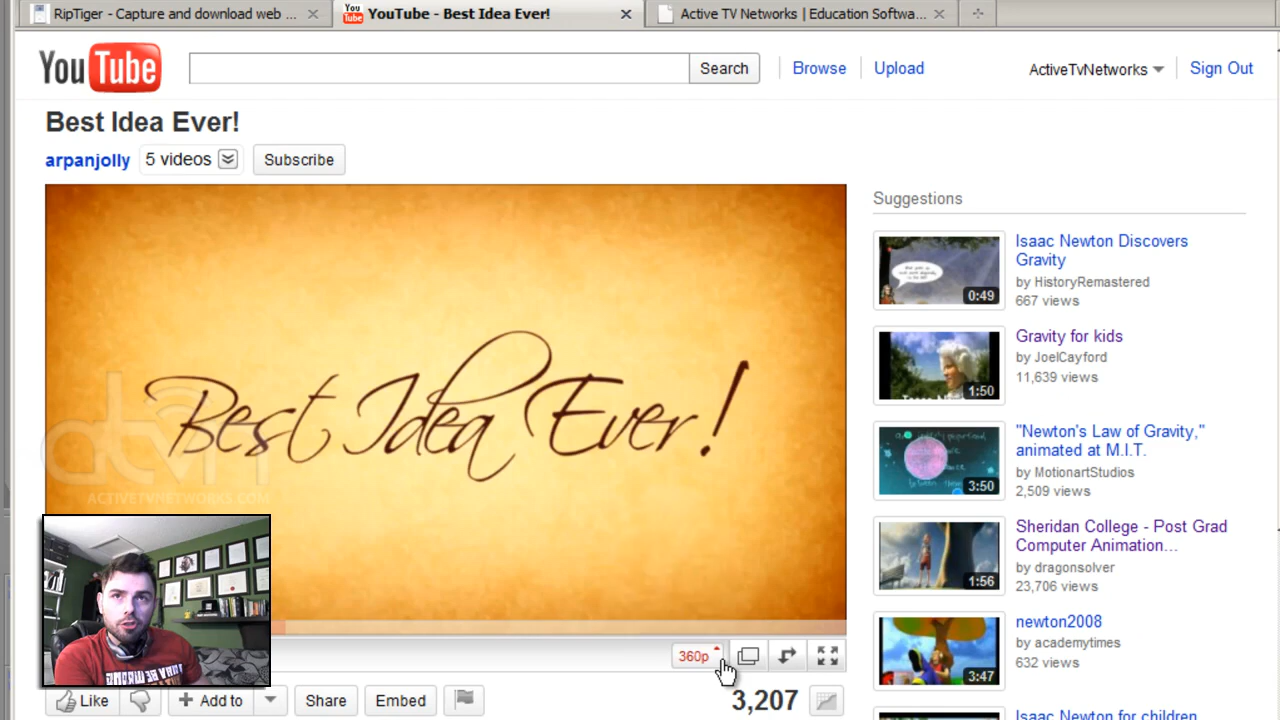 RipTiger - Capture and download web ...
YouTube - Best Idea Ever!
Active TV Networks | Education Softwa...
YouTube
Search
Browse
Upload
ActiveTvNetworks
Sign Out
Best Idea Ever!
arpanjolly
5 videos
Subscribe
Best Idea Ever!
atvn
ACTIVETVNETWORKS.COM
360p
Like
Add to
Share
Embed
3,207
Suggestions
0:49
Isaac Newton Discovers
Gravity
by HistoryRemastered
667 views
1:50
Gravity for kids
by JoelCayford
11,639 views
3:50
"Newton's Law of Gravity,"
animated at M.I.T.
by MotionartStudios
2,509 views
1:56
Sheridan College - Post Grad
Computer Animation...
by dragonsolver
23,706 views
3:47
newton2008
by academytimes
632 views
Isaac Newton for children